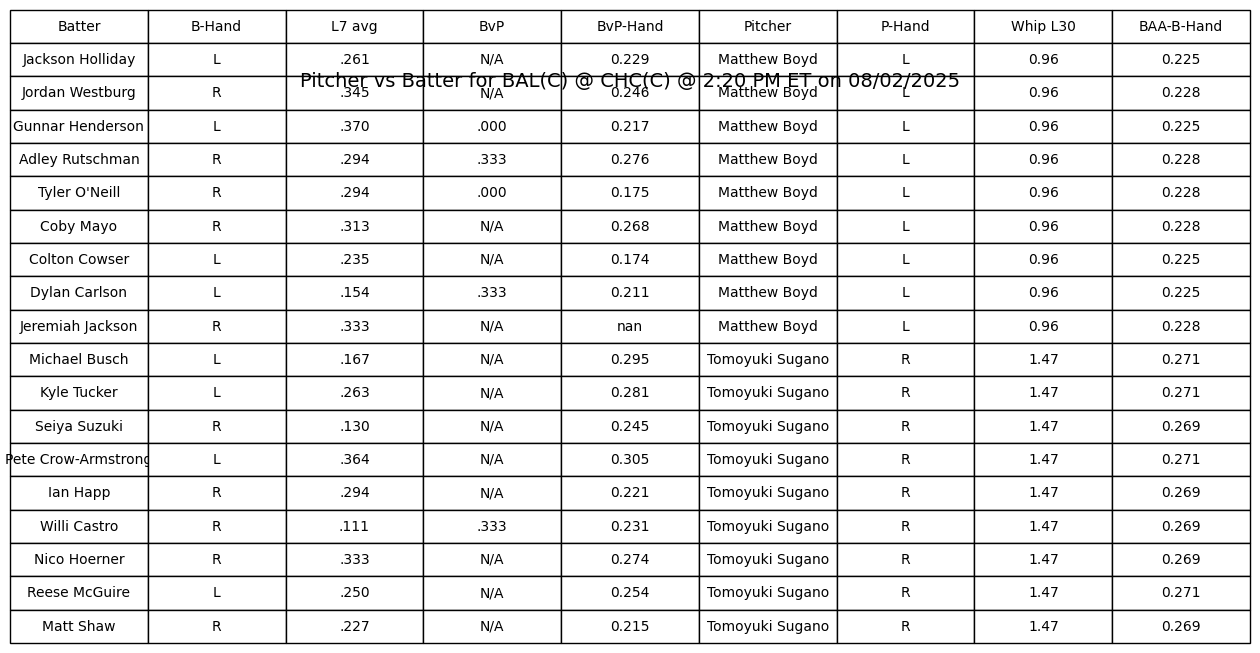 Batter B-Hand L7 avg BvP BvP-Hand Pitcher P-Hand Whip L30 BAA-B-Hand
Jackson Holliday L .261 N/A 0.229 Matthew Boyd L 0.96 0.225
Pitcher vs Batter for BAL(C) @ CHC(C) @ 2:20 PM ET on 08/02/2025
Jordan Westburg R .345 N/A 0.246 Matthew Boyd L 0.96 0.228
Gunnar Henderson L .370 .000 0.217 Matthew Boyd L 0.96 0.225
Adley Rutschman R .294 .333 0.276 Matthew Boyd L 0.96 0.228
Tyler O'Neill R .294 .000 0.175 Matthew Boyd L 0.96 0.228
Coby Mayo R .313 N/A 0.268 Matthew Boyd L 0.96 0.228
Colton Cowser L .235 N/A 0.174 Matthew Boyd L 0.96 0.225
Dylan Carlson L .154 .333 0.211 Matthew Boyd L 0.96 0.225
Jeremiah Jackson R .333 N/A nan Matthew Boyd L 0.96 0.228
Michael Busch L .167 N/A 0.295 Tomoyuki Sugano R 1.47 0.271
Kyle Tucker L .263 N/A 0.281 Tomoyuki Sugano R 1.47 0.271
Seiya Suzuki R .130 N/A 0.245 Tomoyuki Sugano R 1.47 0.269
Pete Crow-Armstrong L .364 N/A 0.305 Tomoyuki Sugano R 1.47 0.271
Ian Happ R .294 N/A 0.221 Tomoyuki Sugano R 1.47 0.269
Willi Castro R .111 .333 0.231 Tomoyuki Sugano R 1.47 0.269
Nico Hoerner R .333 N/A 0.274 Tomoyuki Sugano R 1.47 0.269
Reese McGuire L .250 N/A 0.254 Tomoyuki Sugano R 1.47 0.271
Matt Shaw R .227 N/A 0.215 Tomoyuki Sugano R 1.47 0.269